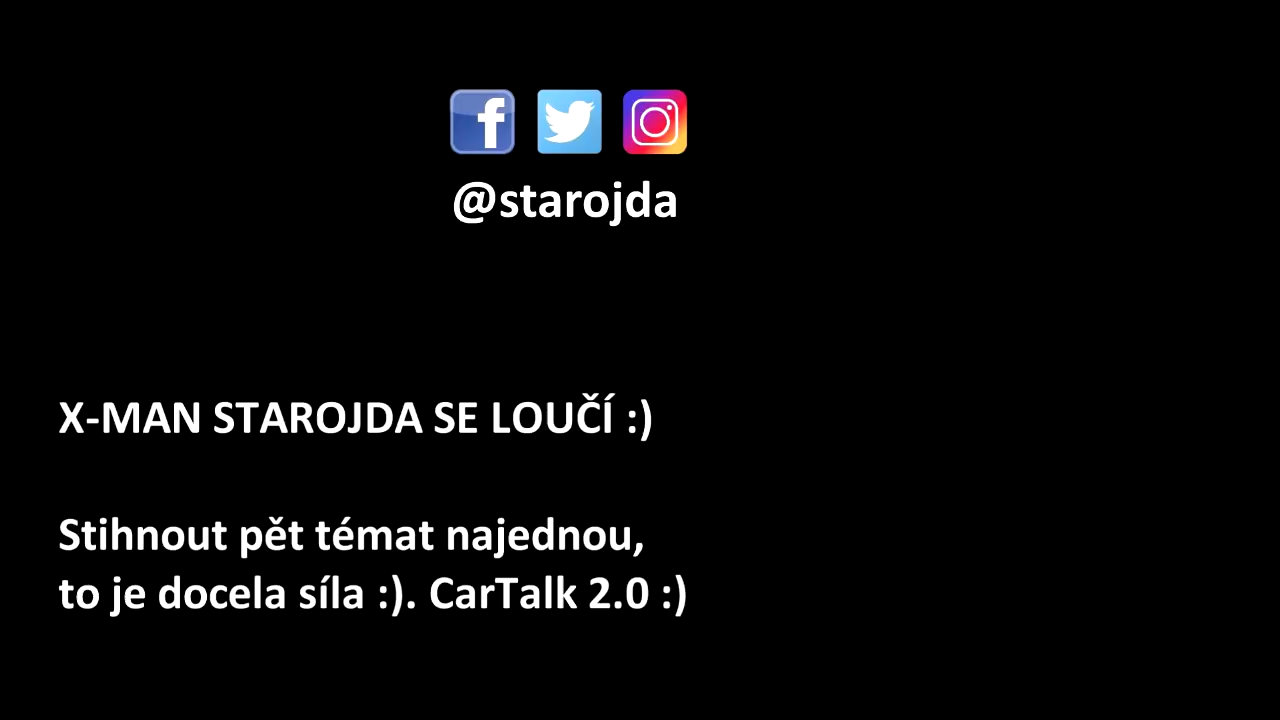 @starojda
X-MAN STAROJDA SE LOUČÍ :)
Stihnout pět témat najednou,
to je docela síla :). CarTalk 2.0 :)